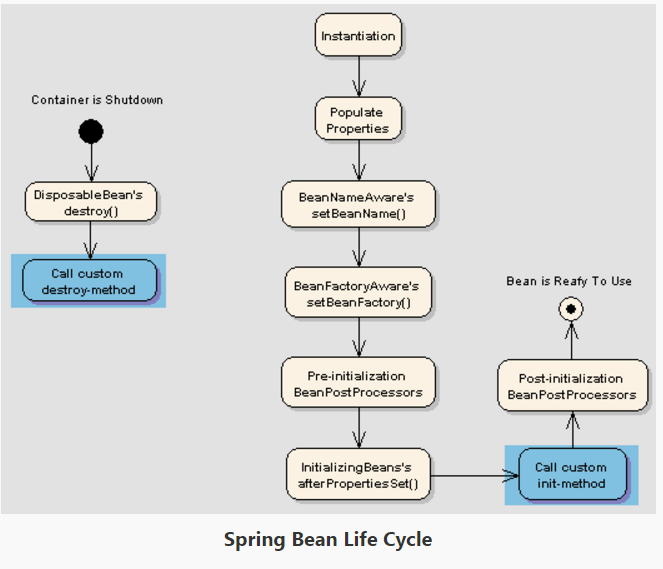 Container is Shutdown
DisposableBean's
destroy()
Call custom
destroy-method
Instantiation
Populate
Properties
BeanNameAware's
setBeanName()
BeanFactoryAware's
setBeanFactory()
Pre-initialization
BeanPostProcessors
InitializingBeans's
afterPropertiesSet()
Call custom
init-method
Post-initialization
BeanPostProcessors
Bean is Reafy To Use
Spring Bean Life Cycle